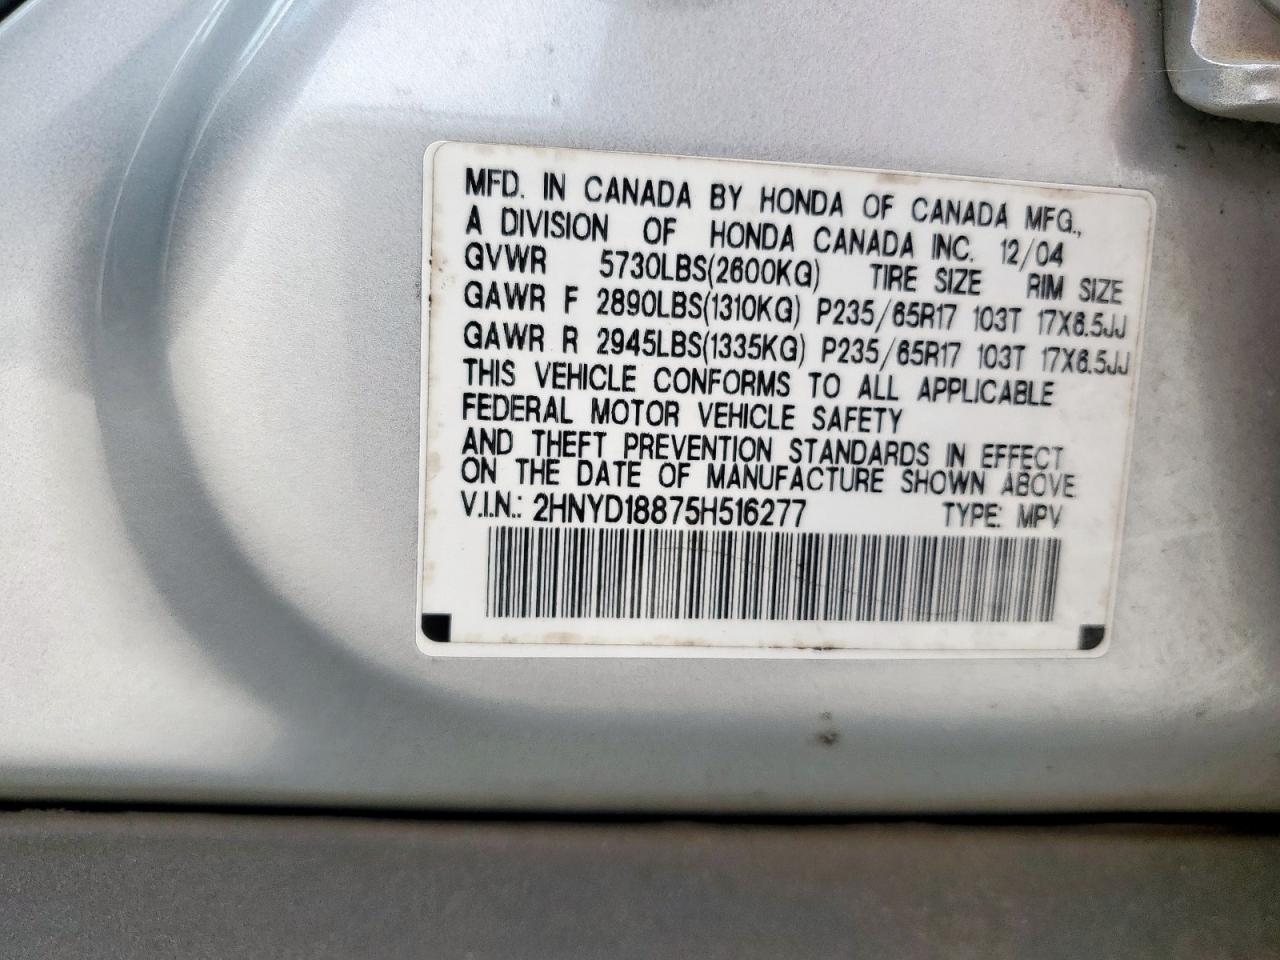 MFD. IN CANADA BY HONDA OF CANADA MFG.,
A DIVISION OF HONDA CANADA INC. 12/04
GVWR 5730LBS(2600KG) TIRE SIZE RIM SIZE
GAWR F 2890LBS(1310KG) P235/65R17 103T 17X6.5JJ
GAWR R 2945LBS(1335KG) P235/65R17 103T 17X6.5JJ
THIS VEHICLE CONFORMS TO ALL APPLICABLE
FEDERAL MOTOR VEHICLE SAFETY
AND THEFT PREVENTION STANDARDS IN EFFECT
ON THE DATE OF MANUFACTURE SHOWN ABOVE
V.I.N.: 2HNYD18875H516277 TYPE: MPV